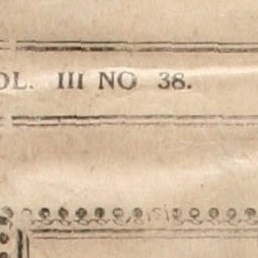 OL. III NO 38.